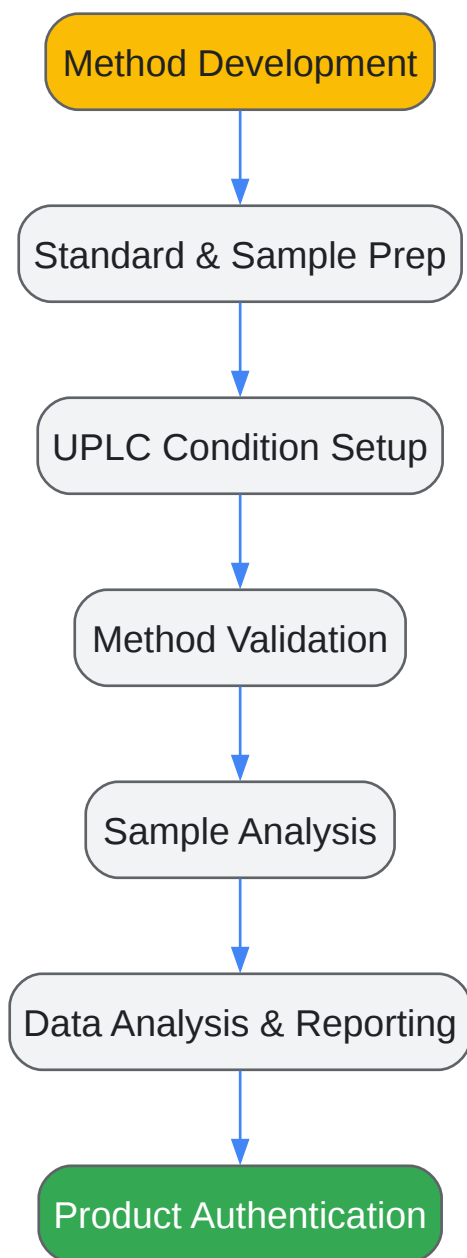 Method Development
Standard & Sample Prep
UPLC Condition Setup
Method Validation
Sample Analysis
Data Analysis & Reporting
Product Authentication